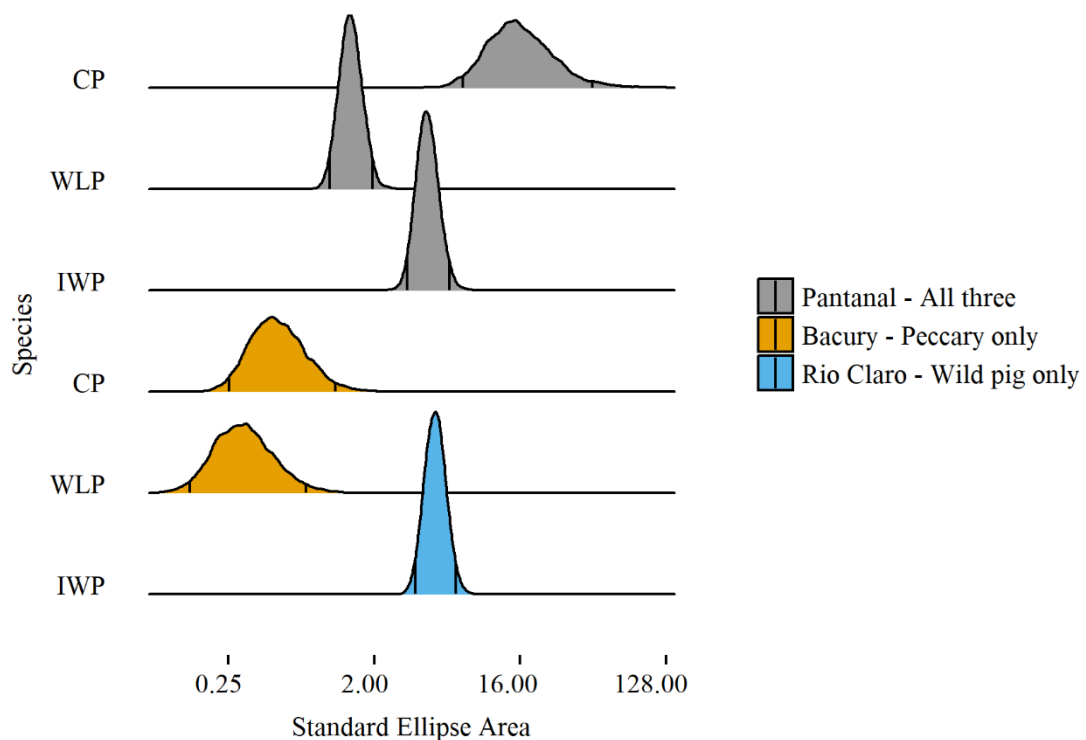 CP
WLP
IWP
CP
WLP
IWP
Species
0.25 2.00 16.00 128.00
Standard Ellipse Area
Pantanal - All three
Bacury - Peccary only
Rio Claro - Wild pig only